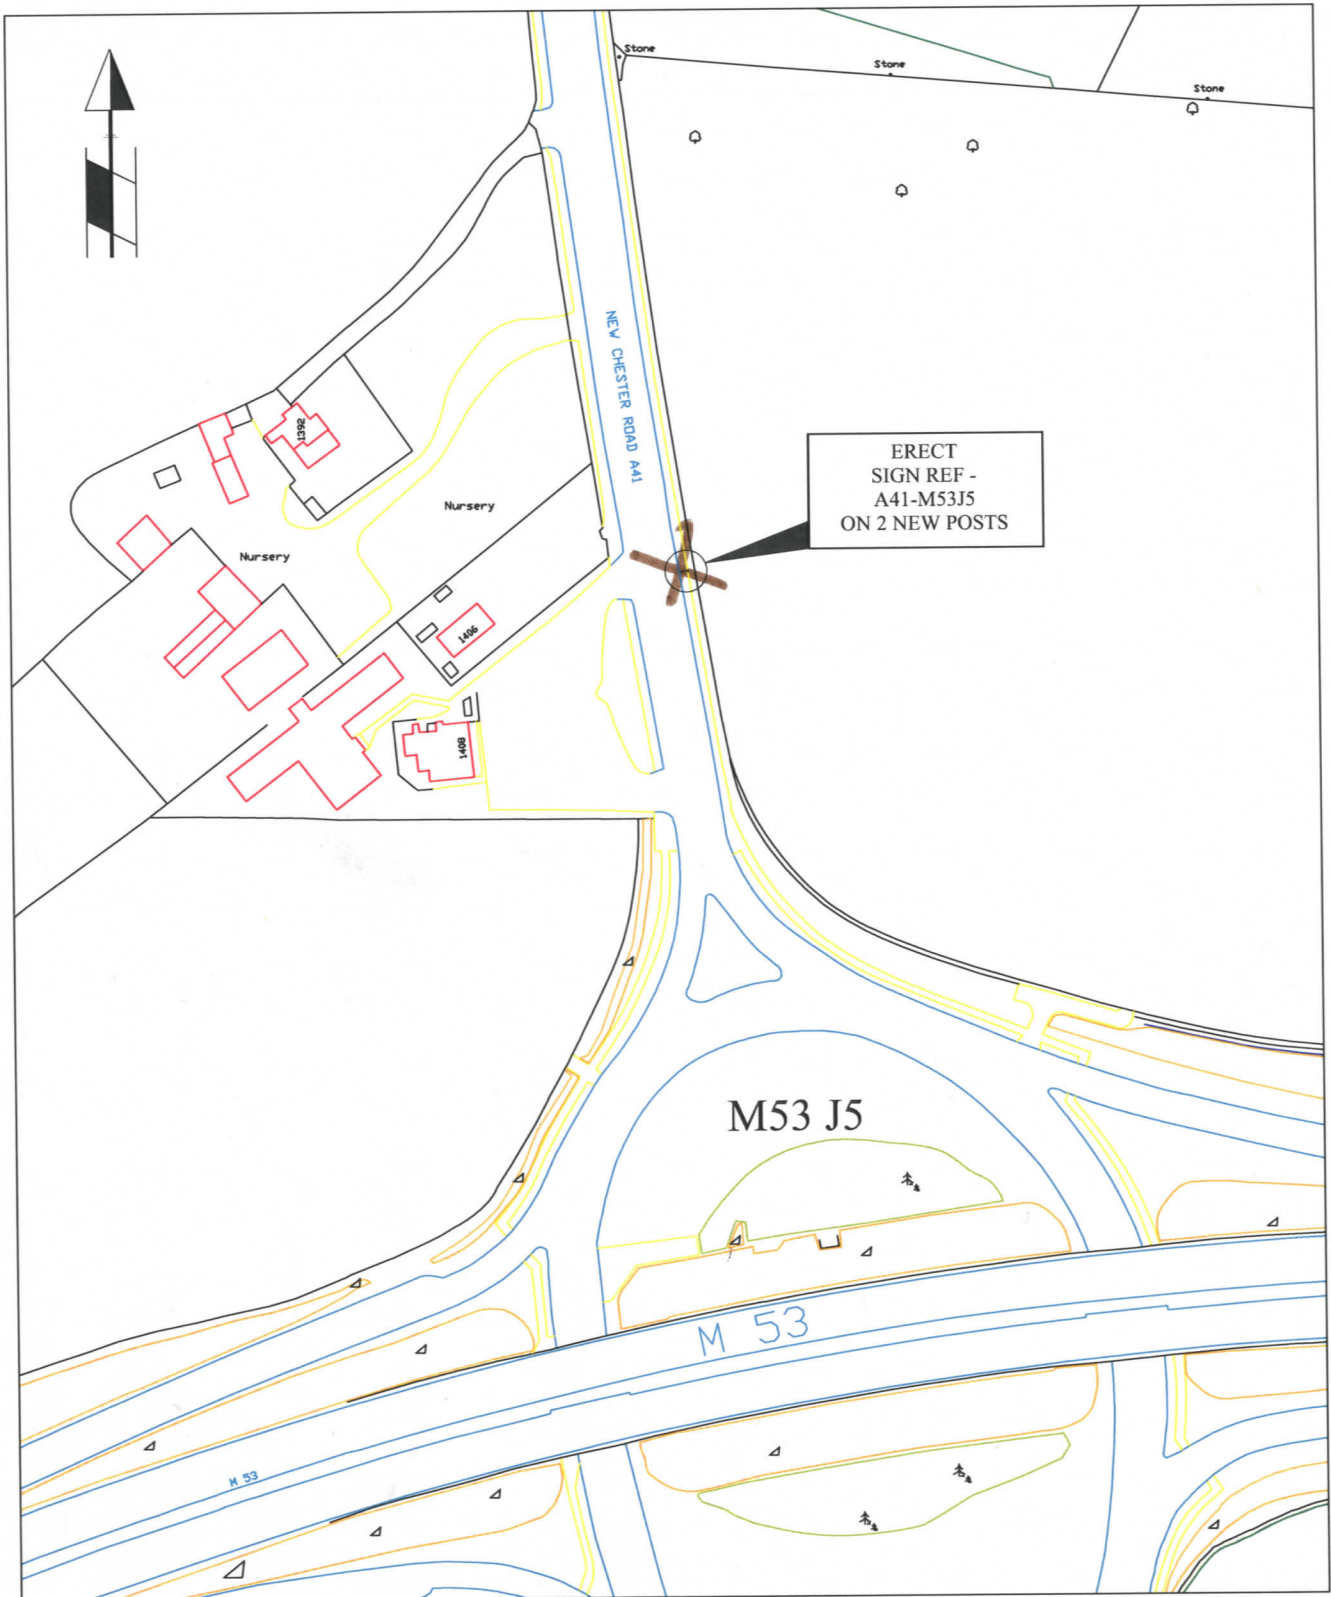 Stone
Stone
Stone
NEW CHESTER ROAD A41
1392
ERECT
SIGN REF -
A41-M53J5
ON 2 NEW POSTS
Nursery
Nursery
1406
1408
M53 J5
M 53
M 53